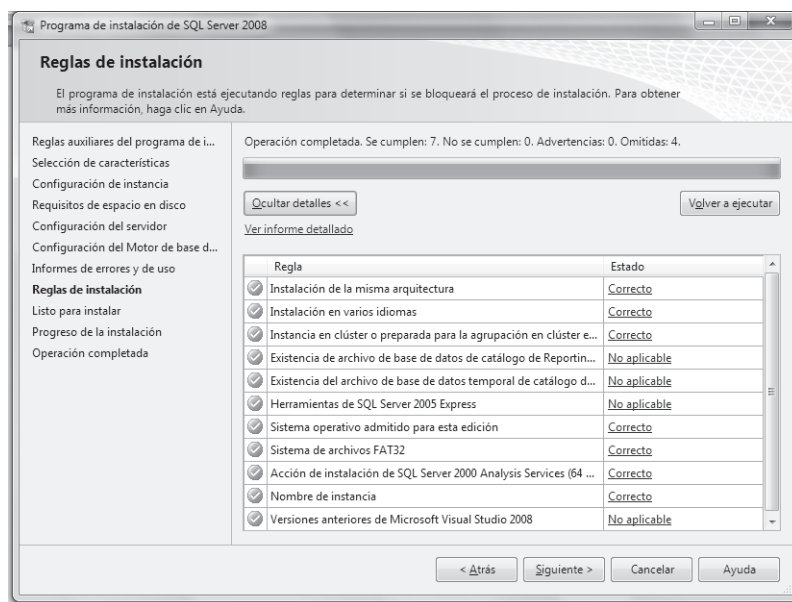 Programa de instalación de SQL Server 2008
Reglas de instalación
El programa de instalación está ejecutando reglas para determinar si se bloqueará el proceso de instalación. Para obtener
más información, haga clic en Ayuda.
Reglas auxiliares del programa de i...
Selección de características
Configuración de instancia
Requisitos de espacio en disco
Configuración del servidor
Configuración del Motor de base d...
Informes de errores y de uso
Reglas de instalación
Listo para instalar
Progreso de la instalación
Operación completada
Operación completada. Se cumplen: 7. No se cumplen: 0. Advertencias: 0. Omitidas: 4.
Ocultar detalles <<
Volver a ejecutar
Ver informe detallado
Regla Estado
Instalación de la misma arquitectura Correcto
Instalación en varios idiomas Correcto
Instancia en clúster o preparada para la agrupación en clúster e... Correcto
Existencia de archivo de base de datos de catálogo de Reportin... No aplicable
Existencia del archivo de base de datos temporal de catálogo d... No aplicable
Herramientas de SQL Server 2005 Express No aplicable
Sistema operativo admitido para esta edición Correcto
Sistema de archivos FAT32 Correcto
Acción de instalación de SQL Server 2000 Analysis Services (64 ... Correcto
Nombre de instancia Correcto
Versiones anteriores de Microsoft Visual Studio 2008 No aplicable
< Atrás
Siguiente >
Cancelar
Ayuda